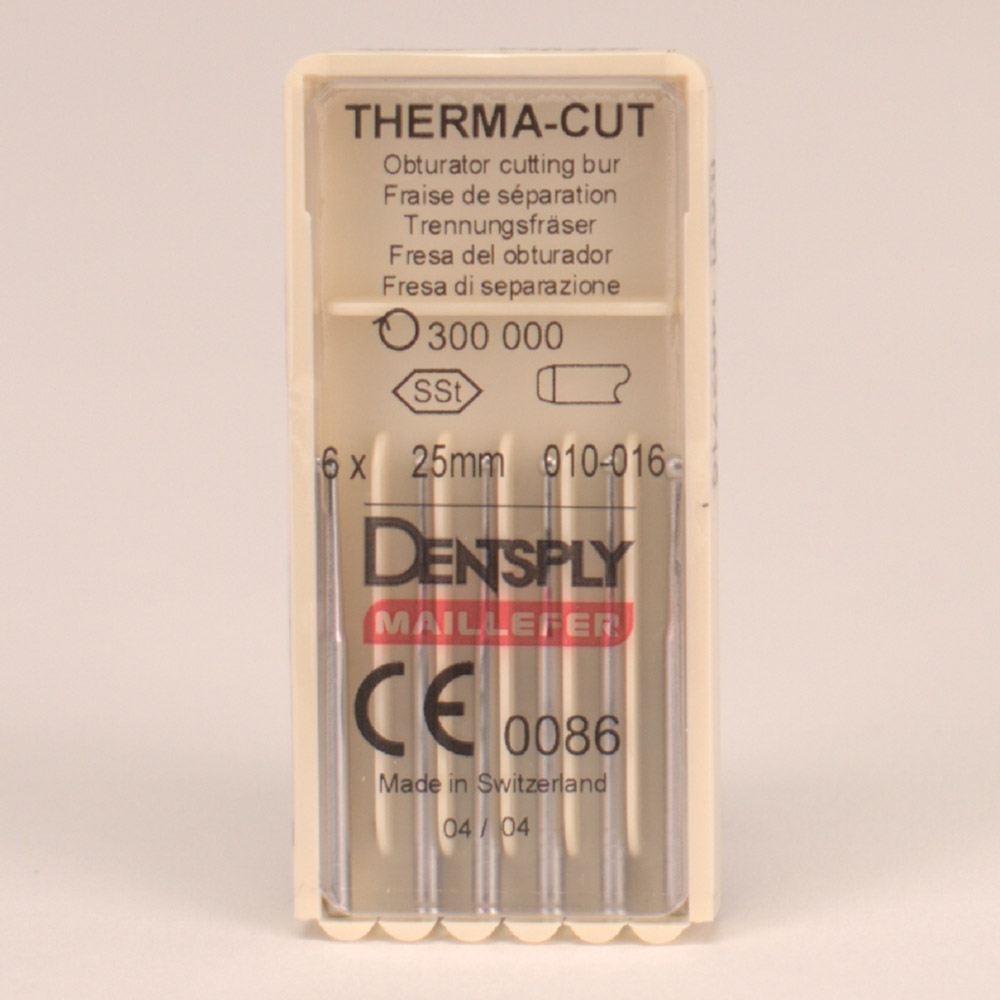 THERMA-CUT
Obturator cutting bur
Fraise de séparation
Trennungsfräser
Fresa del obturador
Fresa di separazione
300 000
SSt
6 x 25mm 010-016
DENTSPLY
MAILLEFER
CE 0086
Made in Switzerland
04 / 04